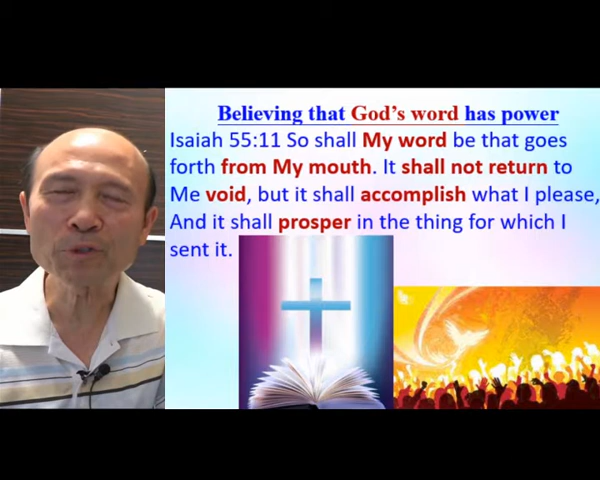 Believing that God's word has power
Isaiah 55:11 So shall My word be that goes
forth from My mouth. It shall not return to
Me void, but it shall accomplish what I please,
And it shall prosper in the thing for which I
sent it.